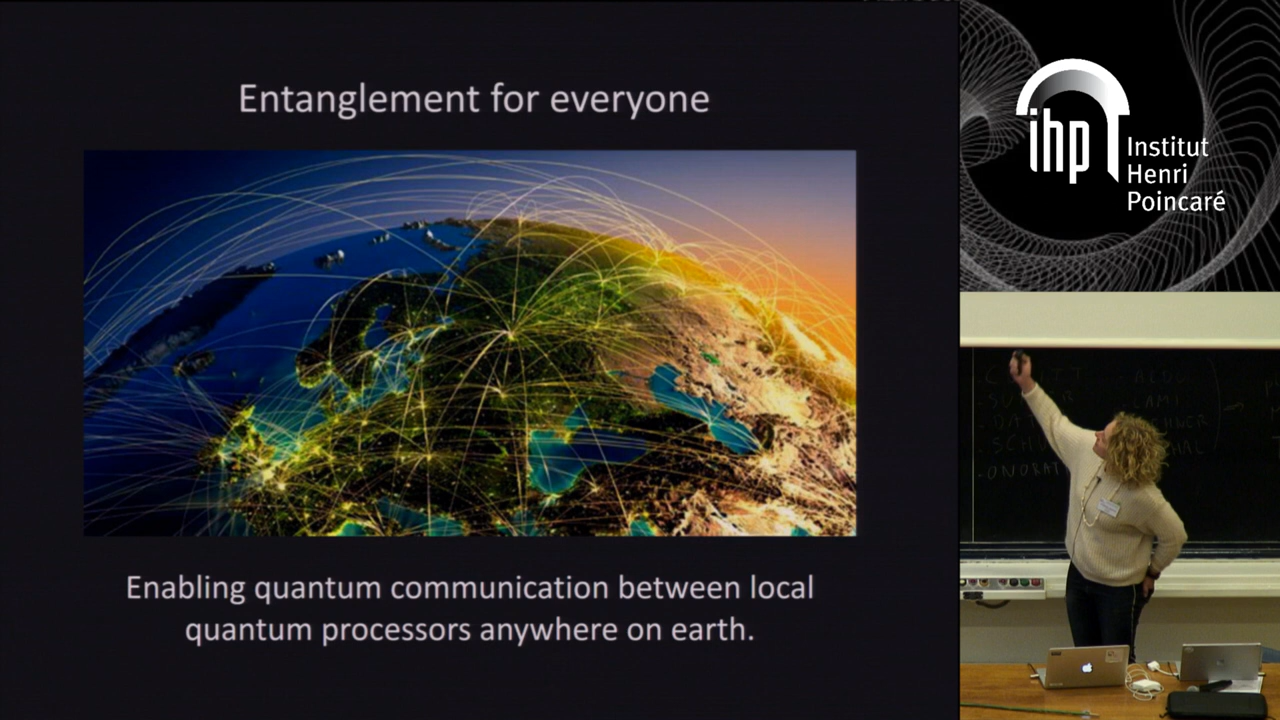 Entanglement for everyone
Enabling quantum communication between local
quantum processors anywhere on earth.
ihp
Institut
Henri
Poincaré